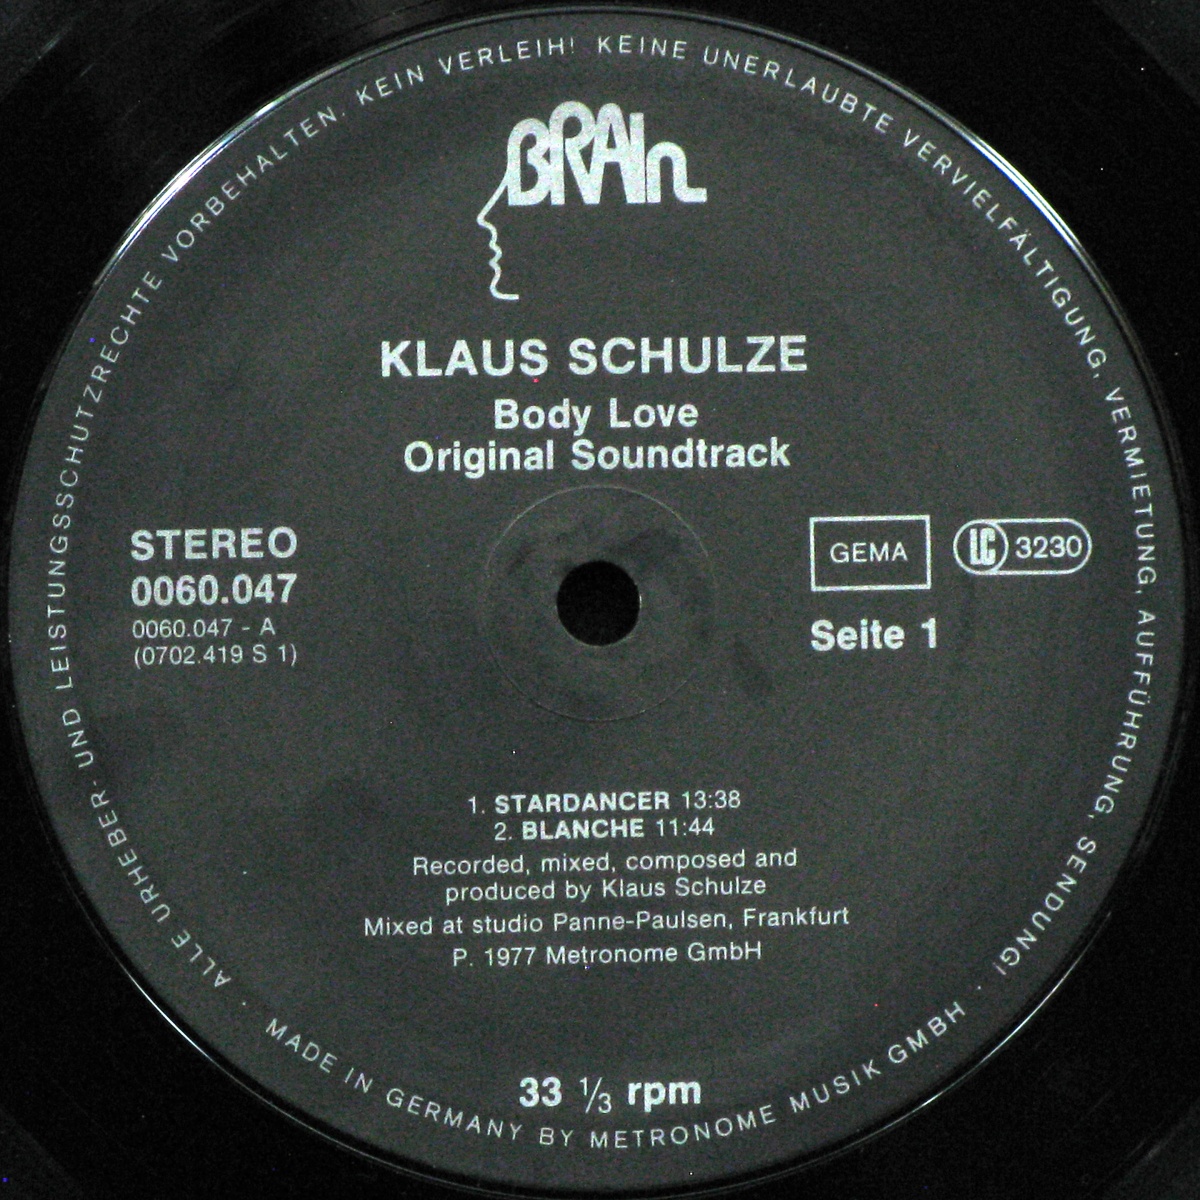 ALLE URHEBER- UND LEISTUNGSSCHUTZRECHTE VORBEHALTEN. KEIN VERLEIH! KEINE UNERLAUBTE VERVIELFÄLTIGUNG, VERMIETUNG, AUFFÜHRUNG, SENDUNG!
BRAIn
KLAUS SCHULZE
Body Love
Original Soundtrack
STEREO
0060.047
0060.047 - A
(0702.419 S 1)
GEMA
LC 3230
Seite 1
1. STARDANCER 13:38
2. BLANCHE 11:44
Recorded, mixed, composed and
produced by Klaus Schulze
Mixed at studio Panne-Paulsen, Frankfurt
P. 1977 Metronome GmbH
33 ⅓ rpm
· MADE IN GERMANY BY METRONOME MUSIK GMBH ·